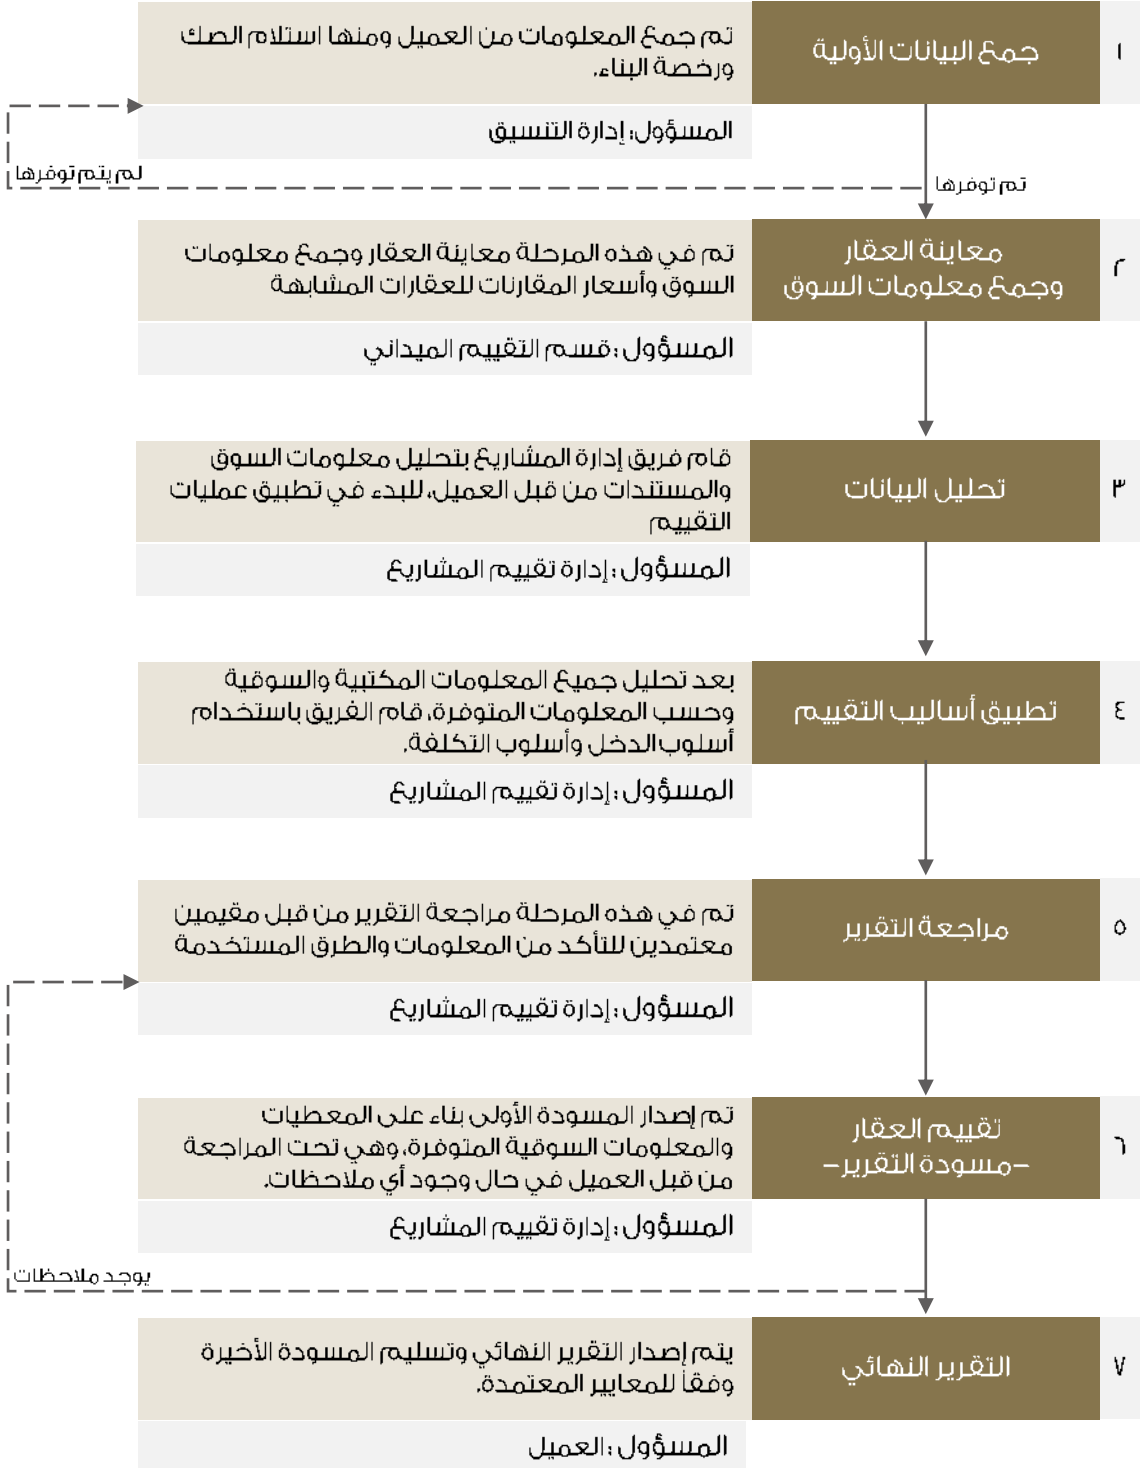 ١
جمع البيانات الأولية
تم جمع المعلومات من العميل ومنها استلام الصك
ورخصة البناء.
المسؤول: إدارة التنسيق
تم توفرها
لم يتم توفرها
٢
معاينة العقار
وجمع معلومات السوق
تم في هذه المرحلة معاينة العقار وجمع معلومات
السوق وأسعار المقارنات للعقارات المشابهة
المسؤول: قسم التقييم الميداني
٣
تحليل البيانات
قام فريق إدارة المشاريع بتحليل معلومات السوق
والمستندات من قبل العميل، للبدء في تطبيق عمليات
التقييم
المسؤول: إدارة تقييم المشاريع
٤
تطبيق أساليب التقييم
بعد تحليل جميع المعلومات المكتبية والسوقية
وحسب المعلومات المتوفرة، قام الفريق باستخدام
أسلوب الدخل وأسلوب التكلفة.
المسؤول: إدارة تقييم المشاريع
٥
مراجعة التقرير
تم في هذه المرحلة مراجعة التقرير من قبل مقيمين
معتمدين للتأكد من المعلومات والطرق المستخدمة
المسؤول: إدارة تقييم المشاريع
٦
تقييم العقار
-مسودة التقرير-
تم إصدار المسودة الأولى بناء على المعطيات
والمعلومات السوقية المتوفرة، وهي تحت المراجعة
من قبل العميل في حال وجود أي ملاحظات.
المسؤول: إدارة تقييم المشاريع
يوجد ملاحظات
٧
التقرير النهائي
يتم إصدار التقرير النهائي وتسليم المسودة الأخيرة
وفقاً للمعايير المعتمدة.
المسؤول: العميل